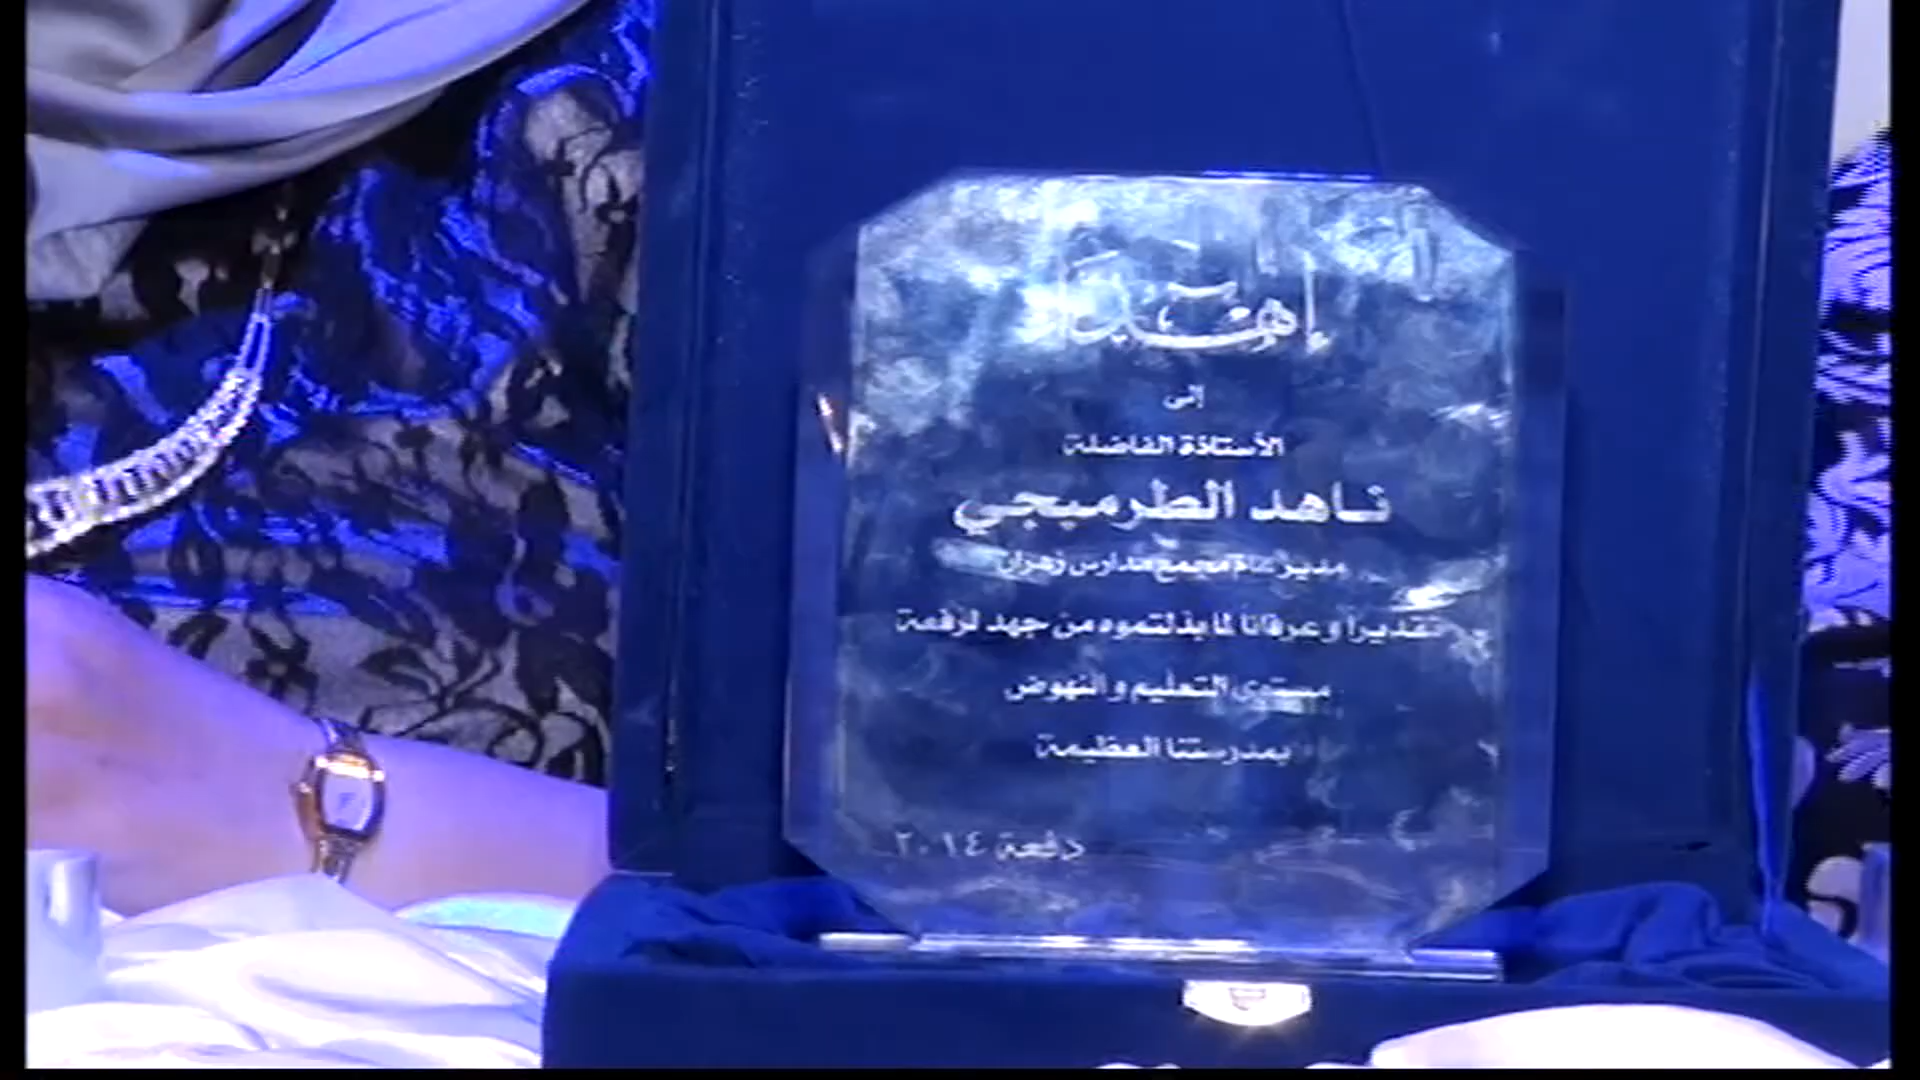 إهداء
إلى
الأستاذة الفاضلة
ناهد الطرميجي
مدير عام مجمع مدارس زهران
تقديراً و عرفاناً لما بذلتموه من جهد لرفعة
مستوى التعليم و النهوض
بمدرستنا العظيمة
دفعة ٢٠١٤